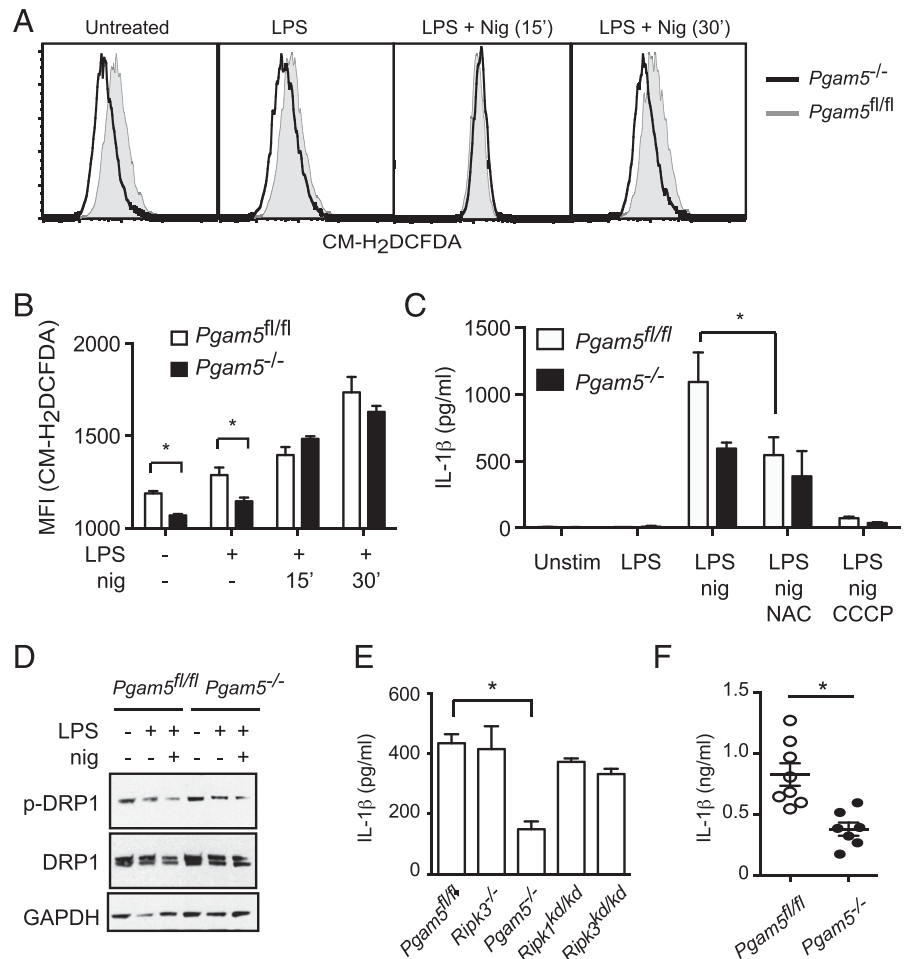 A
Untreated
LPS
LPS + Nig (15’)
LPS + Nig (30’)
Pgam5-/-
Pgam5fl/fl
CM-H2DCFDA
B
Pgam5fl/fl
Pgam5-/-
MFI (CM-H2DCFDA)
2000
1500
1000
*
*
LPS - + + +
nig - - 15’ 30’
C
Pgam5fl/fl
Pgam5-/-
IL-1β (pg/ml)
1500
1000
500
0
*
Unstim
LPS
LPS nig
LPS nig NAC
LPS nig CCCP
D
Pgam5fl/fl Pgam5-/-
LPS - + + - + +
nig - - + - - +
p-DRP1
DRP1
GAPDH
E
IL-1β (pg/ml)
600
400
200
0
*
Pgam5fl/fl
Ripk3-/-
Pgam5-/-
Ripk1kd/kd
Ripk3kd/kd
F
IL-1β (ng/ml)
1.5
1.0
0.5
0
*
Pgam5fl/fl
Pgam5-/-